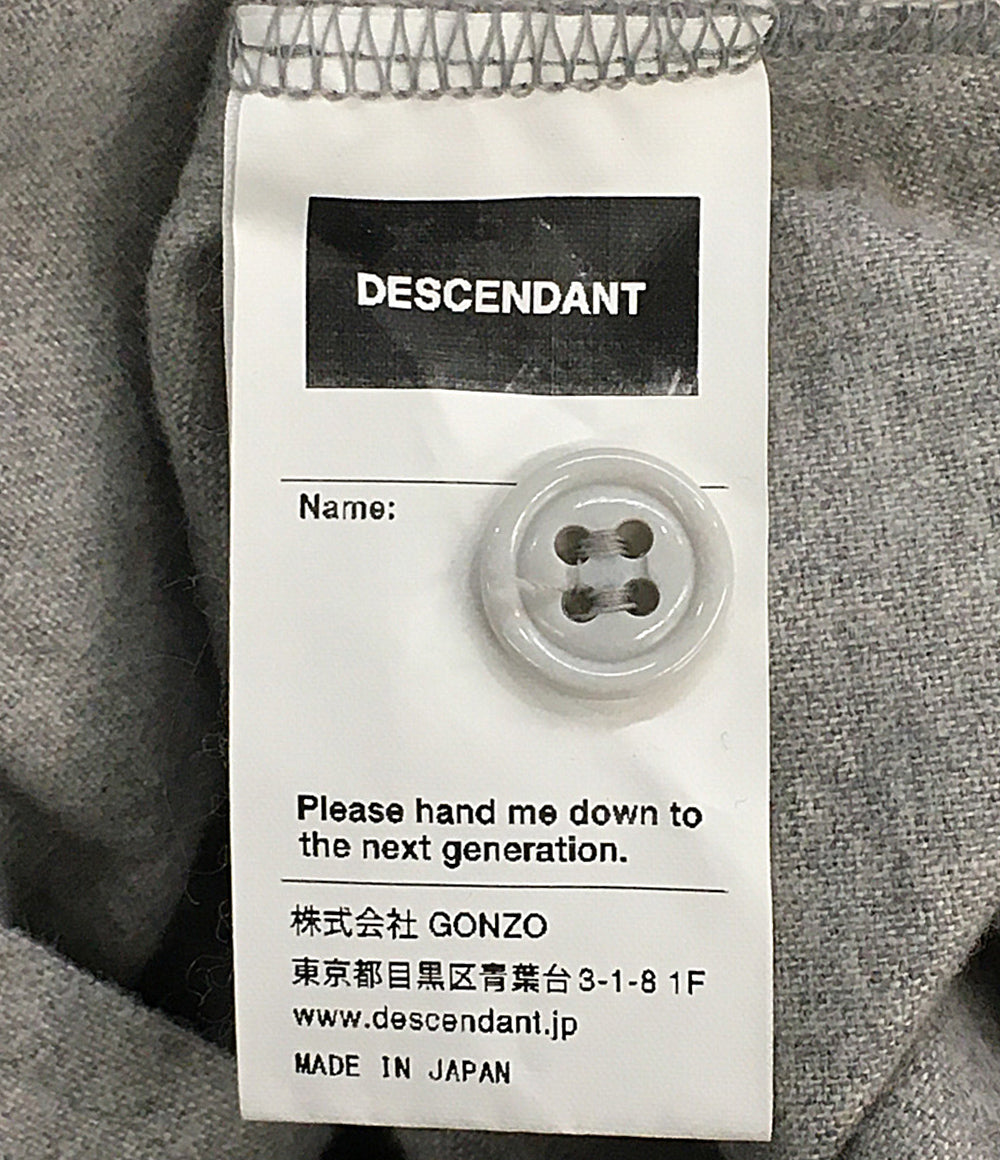 DESCENDANT
Name:
Please hand me down to
the next generation.
株式会社 GONZO
東京都目黒区青葉台3-1-8 1F
www.descendant.jp
MADE IN JAPAN